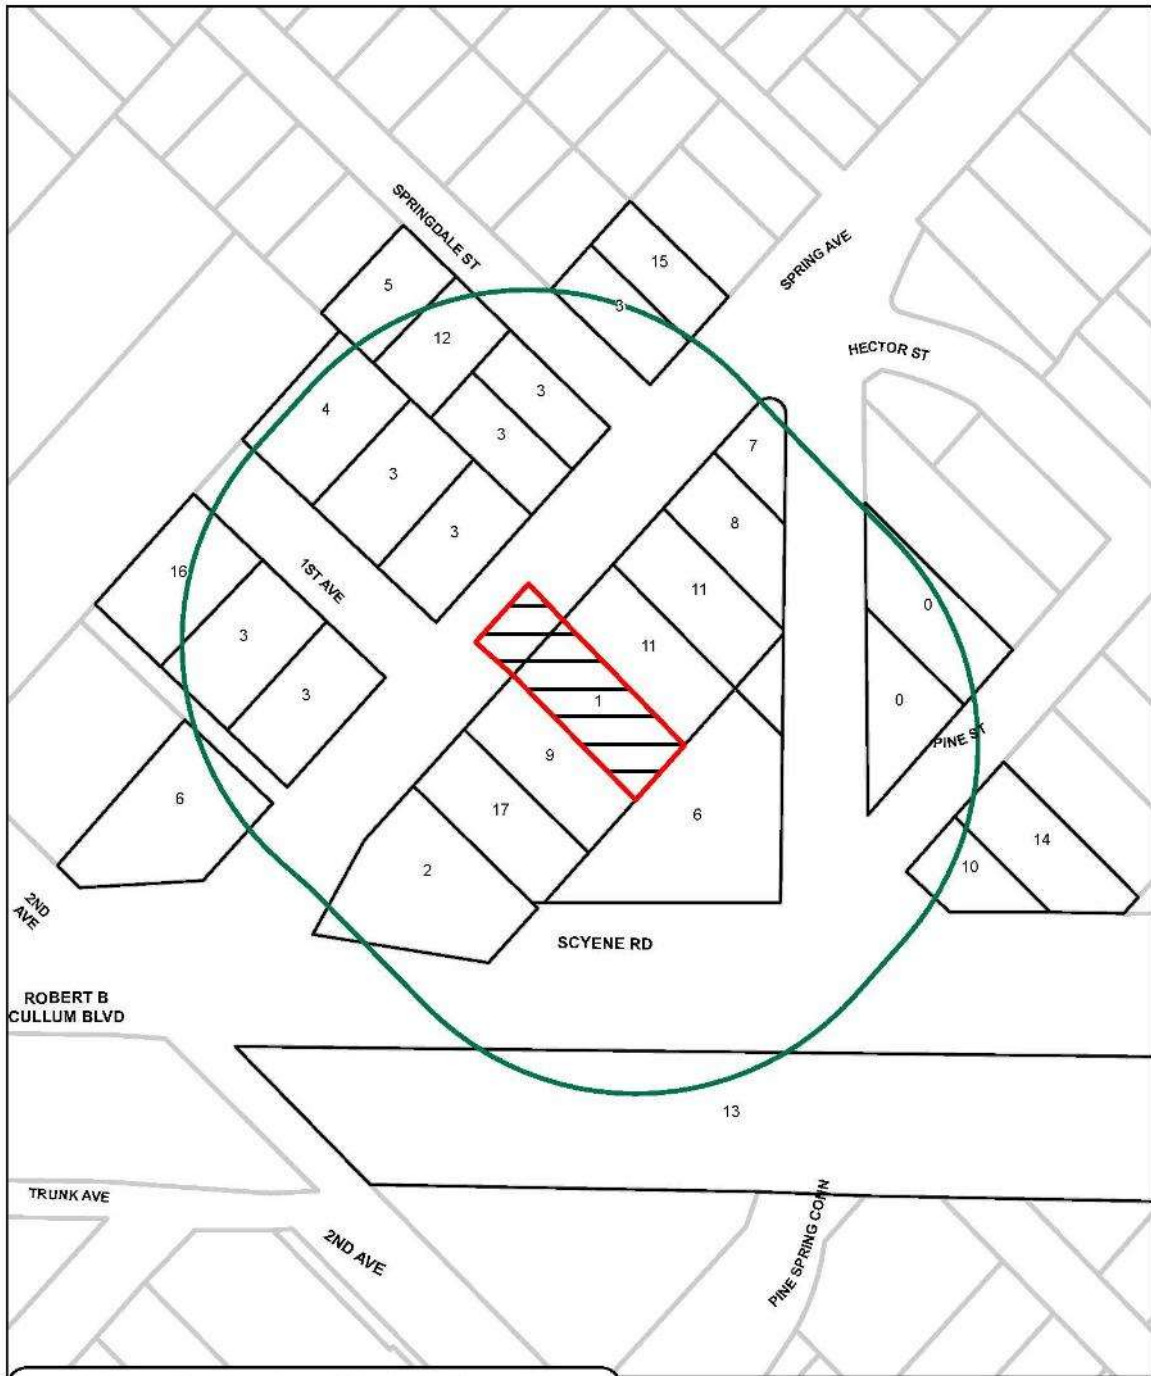 SPRINGDALE ST
15
SPRING AVE
5
3
12
HECTOR ST
3
4
3
7
3
8
3
16
1ST AVE
11
0
3
11
3
1
0
PINE ST
9
6
17
6
14
2
10
2ND
AVE
SCYENE RD
ROBERT B
CULLUM BLVD
13
TRUNK AVE
2ND AVE
PINE SPRING CONN